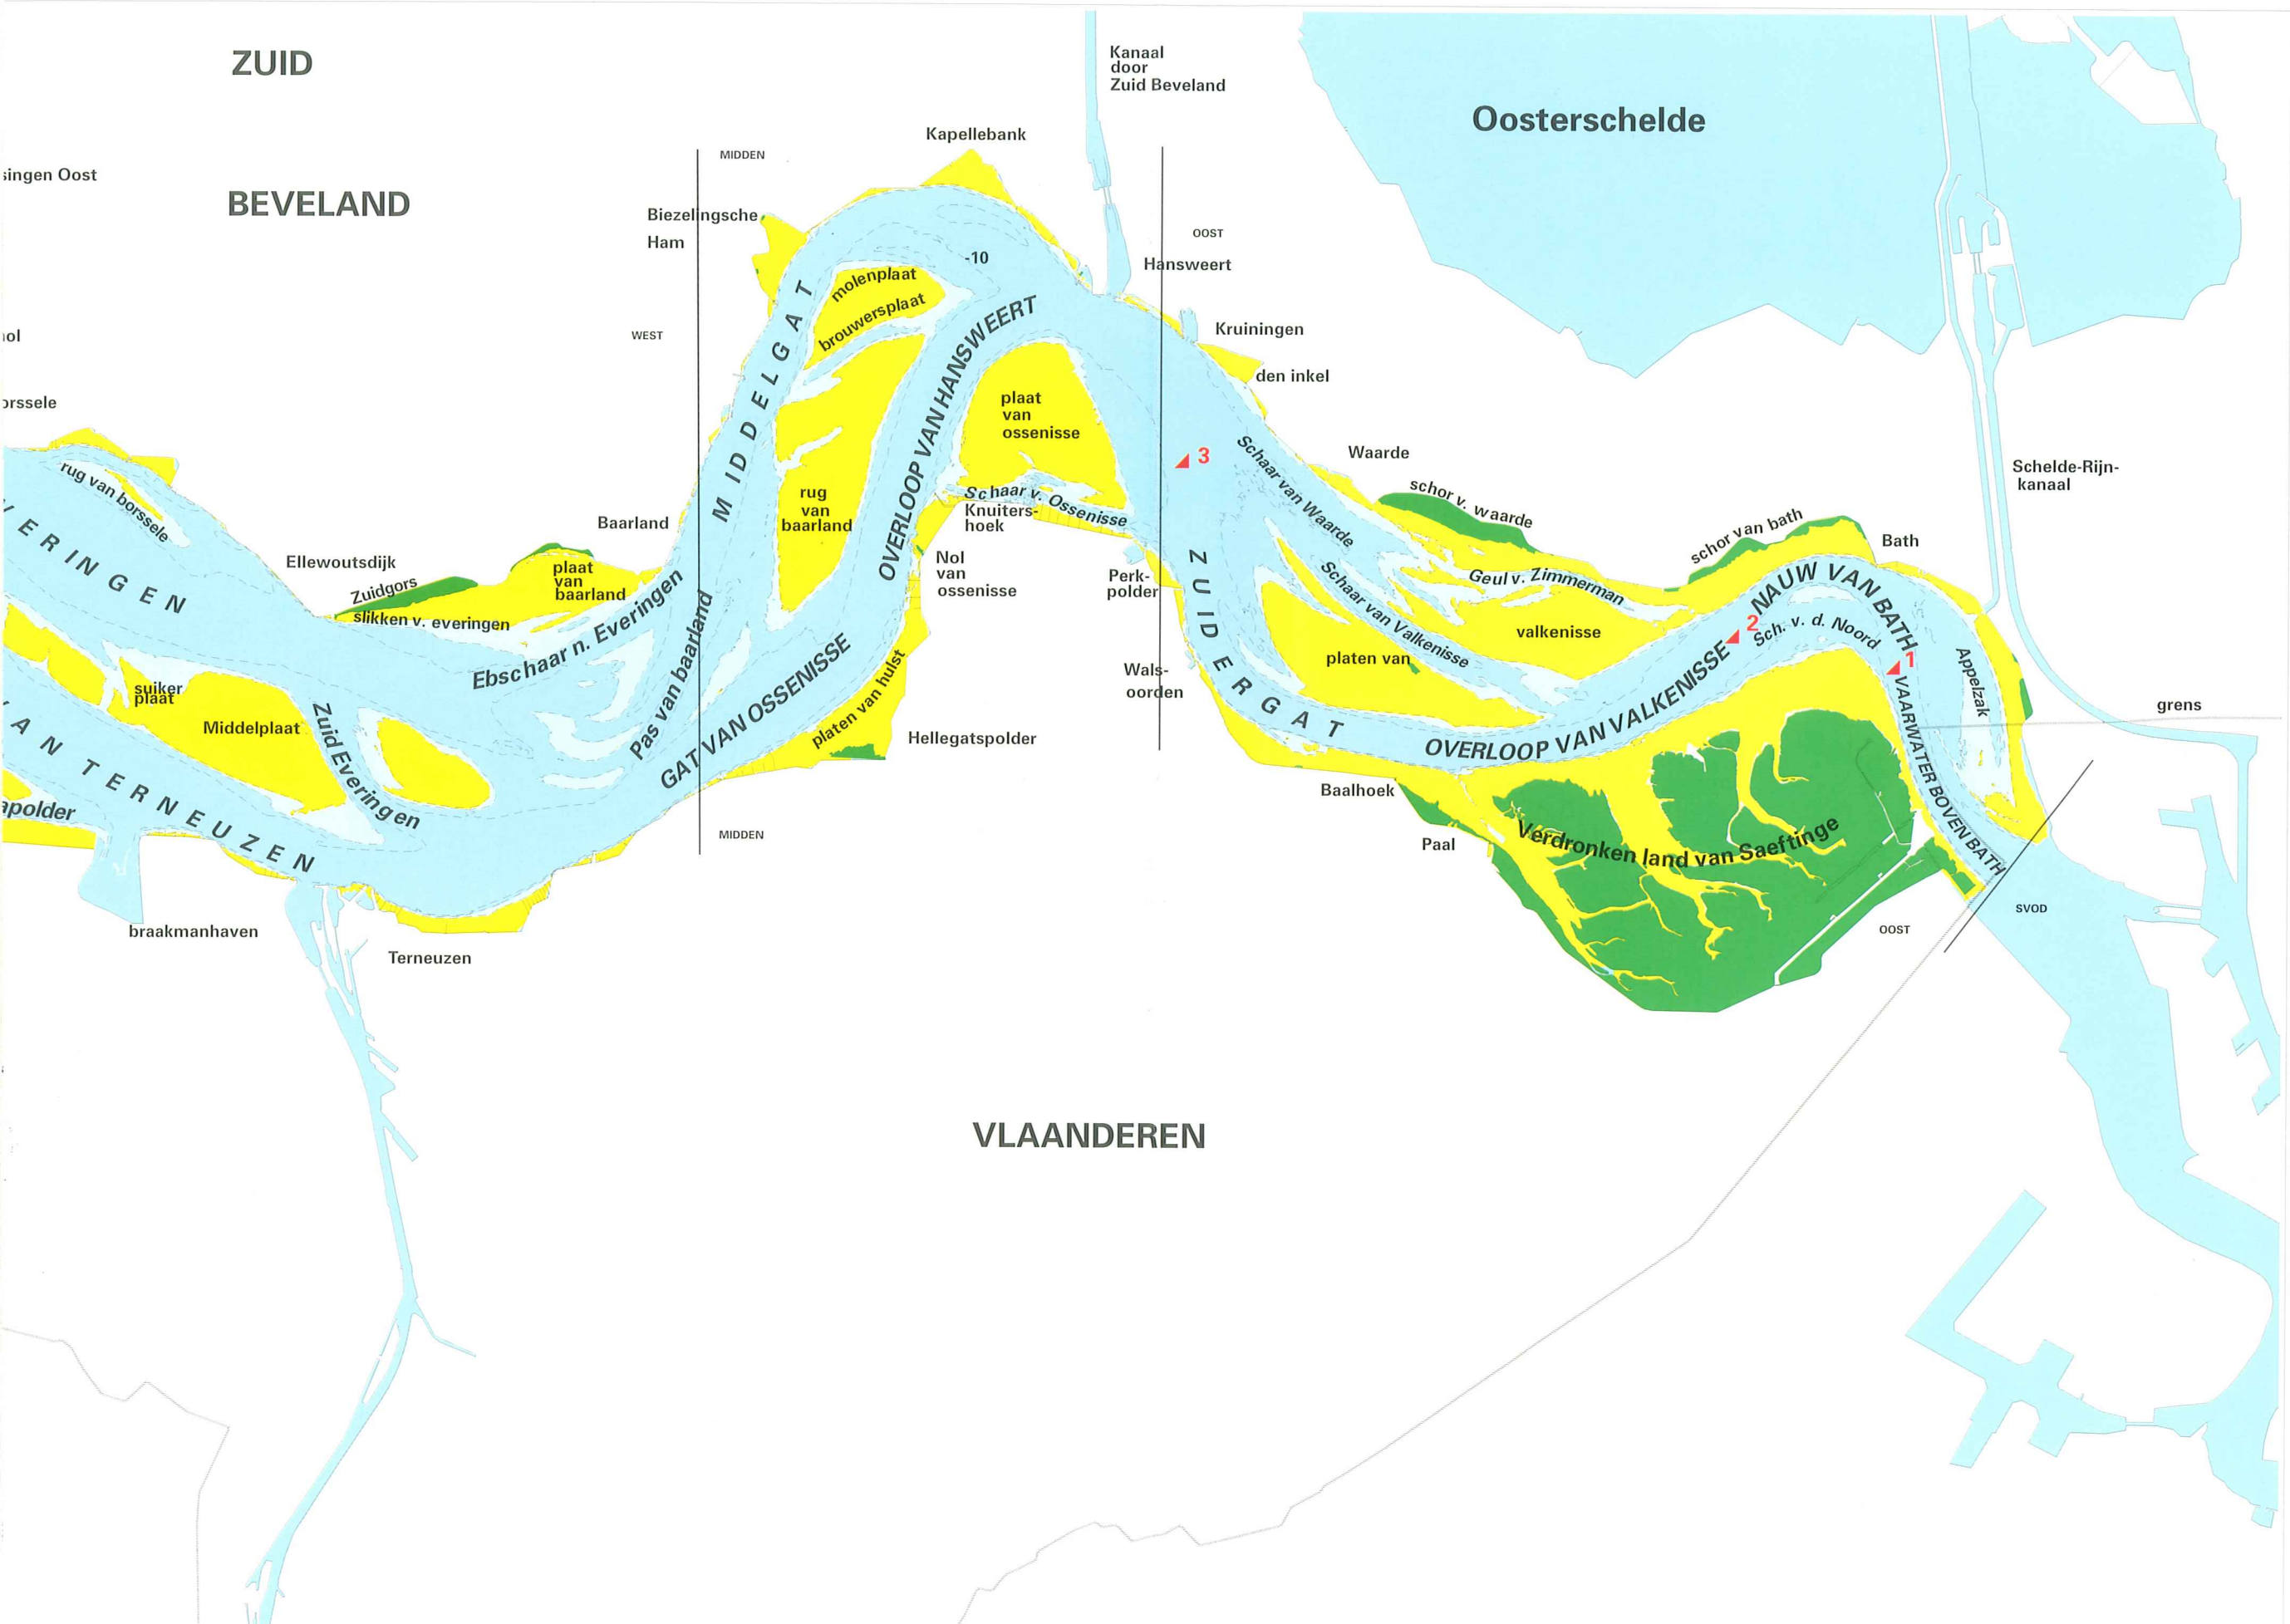 ZUID
BEVELAND
Kanaal
door
Zuid Beveland
Oosterschelde
Kapellebank
MIDDEN
singen Oost
Biezelingsche
Ham
OOST
Hansweert
-10
molenplaat
brouwersplaat
WEST
Kruiningen
den inkel
MIDDELGAT
OVERLOOP VAN HANSWEERT
plaat
van
ossenisse
orssele
rug van borssele
VERINGEN
Waarde
Schaar van Waarde
schor v. waarde
3
Schelde-Rijn-
kanaal
rug
van
baarland
Schaar v. Ossenisse
Knuiters-
hoek
Baarland
schor van bath
Bath
Ellewoutsdijk
Zuidgors
plaat
van
baarland
slikken v. everingen
Nol
van
ossenisse
Perk-
polder
ZUIDERGAT
Schaar van Valkenisse
Geul v. Zimmerman
NAUW VAN BATH
2
Sch. v. d. Noord
1
valkenisse
platen van
Ebschaar n. Everingen
Pas van baarland
GAT VAN OSSENISSE
platen van hulst
Wals-
oorden
Appelzak
suiker
plaat
Middelplaat
Zuid Everingen
Hellegatspolder
OVERLOOP VAN VALKENISSE
VAARWATER BOVEN BATH
grens
VAN TERNEUZEN
apolder
MIDDEN
Baalhoek
Paal
Verdronken land van Saeftinge
braakmanhaven
Terneuzen
OOST
SVOD
VLAANDEREN